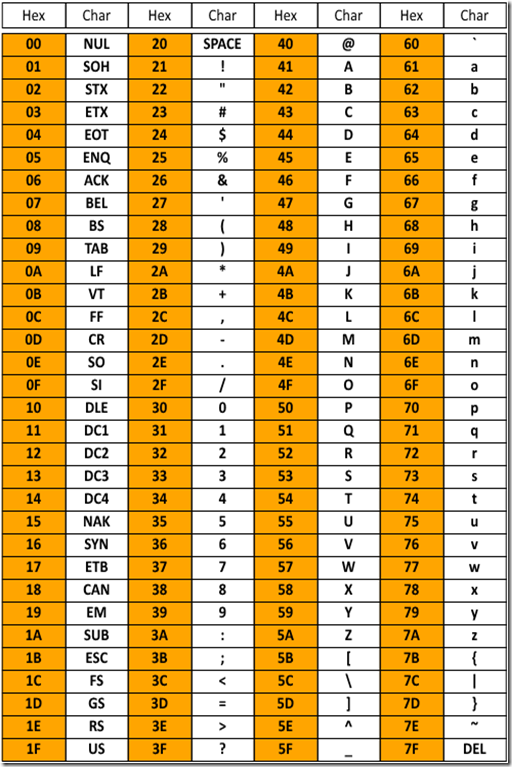 Hex Char Hex Char Hex Char Hex Char
00 NUL 20 SPACE 40 @ 60 `
01 SOH 21 ! 41 A 61 a
02 STX 22 " 42 B 62 b
03 ETX 23 # 43 C 63 c
04 EOT 24 $ 44 D 64 d
05 ENQ 25 % 45 E 65 e
06 ACK 26 & 46 F 66 f
07 BEL 27 ' 47 G 67 g
08 BS 28 ( 48 H 68 h
09 TAB 29 ) 49 I 69 i
0A LF 2A * 4A J 6A j
0B VT 2B + 4B K 6B k
0C FF 2C , 4C L 6C l
0D CR 2D - 4D M 6D m
0E SO 2E . 4E N 6E n
0F SI 2F / 4F O 6F o
10 DLE 30 0 50 P 70 p
11 DC1 31 1 51 Q 71 q
12 DC2 32 2 52 R 72 r
13 DC3 33 3 53 S 73 s
14 DC4 34 4 54 T 74 t
15 NAK 35 5 55 U 75 u
16 SYN 36 6 56 V 76 v
17 ETB 37 7 57 W 77 w
18 CAN 38 8 58 X 78 x
19 EM 39 9 59 Y 79 y
1A SUB 3A : 5A Z 7A z
1B ESC 3B ; 5B [ 7B {
1C FS 3C < 5C \ 7C |
1D GS 3D = 5D ] 7D }
1E RS 3E > 5E ^ 7E ~
1F US 3F ? 5F _ 7F DEL